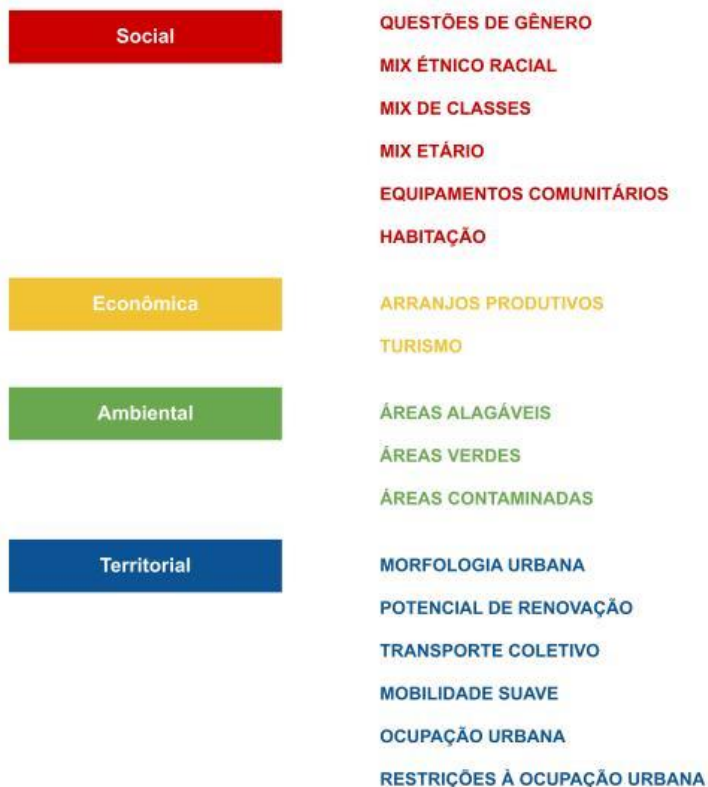 Social
QUESTÕES DE GÊNERO
MIX ÉTNICO RACIAL
MIX DE CLASSES
MIX ETÁRIO
EQUIPAMENTOS COMUNITÁRIOS
HABITAÇÃO
Econômica
ARRANJOS PRODUTIVOS
TURISMO
Ambiental
ÁREAS ALAGÁVEIS
ÁREAS VERDES
ÁREAS CONTAMINADAS
Territorial
MORFOLOGIA URBANA
POTENCIAL DE RENOVAÇÃO
TRANSPORTE COLETIVO
MOBILIDADE SUAVE
OCUPAÇÃO URBANA
RESTRIÇÕES À OCUPAÇÃO URBANA